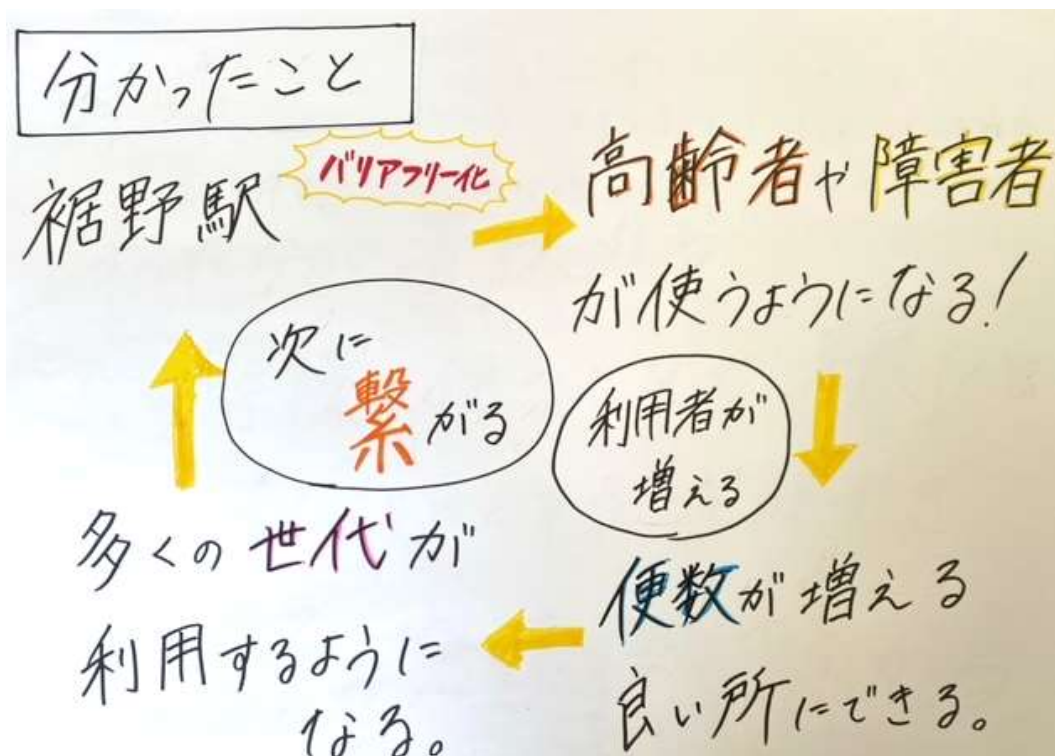 分かったこと
裾野駅
バリアフリー化
高齢者や障害者
が使うようになる!
利用者が
増える
便数が増える
良い所にできる。
多くの世代が
利用するように
なる。
次に
繋がる